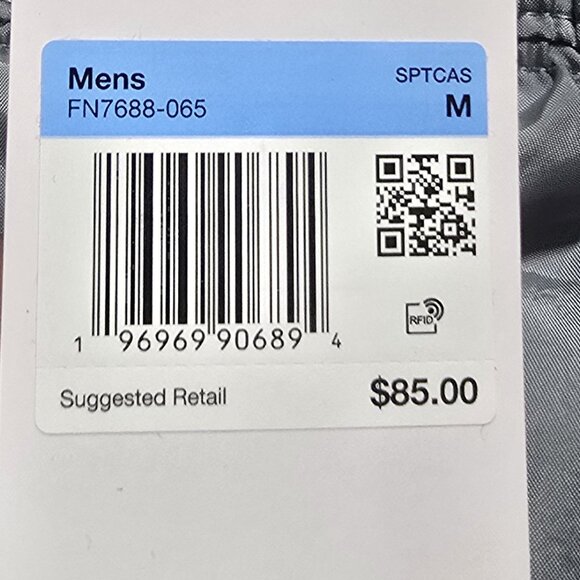 Mens
SPTCAS
FN7688-065
M
RFID
1 96969 90689 4
Suggested Retail
$85.00